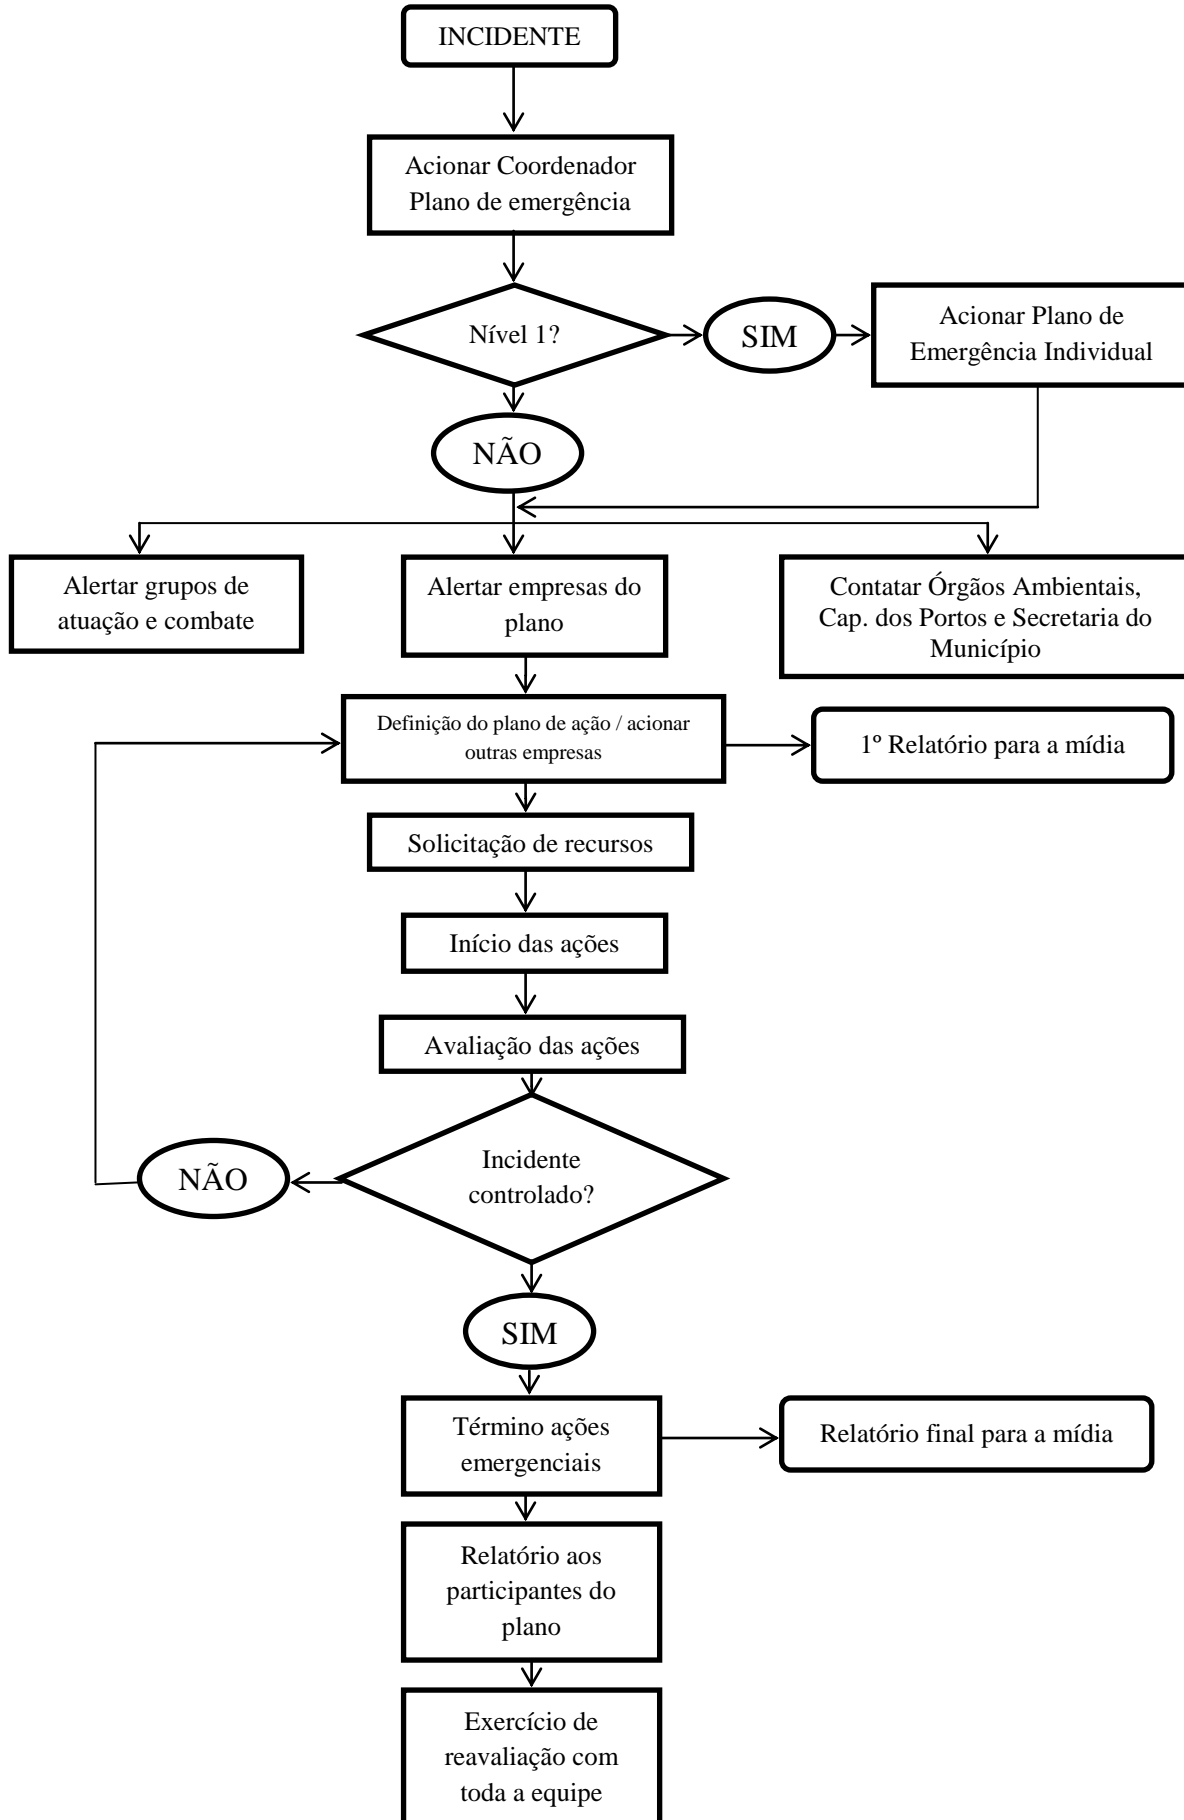 INCIDENTE
Acionar Coordenador
Plano de emergência
Nível 1?
SIM
Acionar Plano de
Emergência Individual
NÃO
Alertar grupos de
atuação e combate
Alertar empresas do
plano
Contatar Órgãos Ambientais,
Cap. dos Portos e Secretaria do
Município
Definição do plano de ação / acionar
outras empresas
1º Relatório para a mídia
Solicitação de recursos
Início das ações
Avaliação das ações
Incidente
controlado?
NÃO
SIM
Término ações
emergenciais
Relatório final para a mídia
Relatório aos
participantes do
plano
Exercício de
reavaliação com
toda a equipe